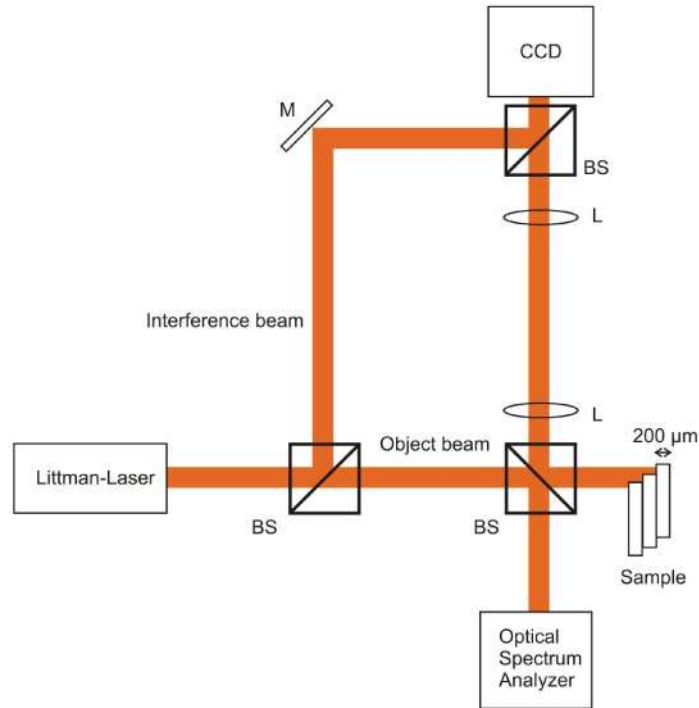 CCD
M
BS
L
Interference beam
L
200 µm
Object beam
Littman-Laser
BS
BS
Sample
Optical
Spectrum
Analyzer